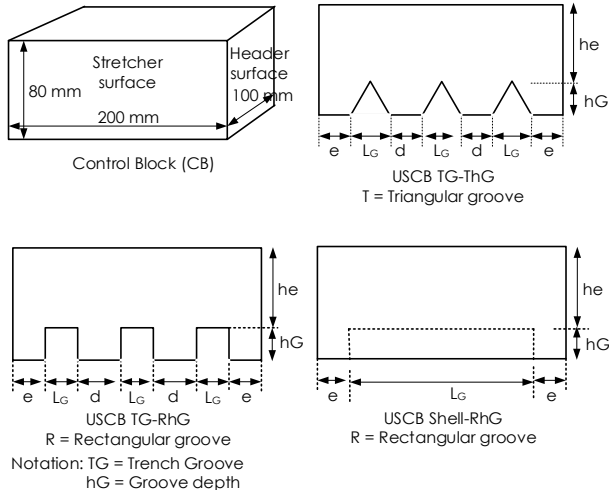 Stretcher
surface
Header
surface
100 mm
80 mm
200 mm
Control Block (CB)
he
hG
e LG d LG d LG e
USCB TG-ThG
T = Triangular groove
he
hG
e LG d LG d LG e
USCB TG-RhG
R = Rectangular groove
he
hG
e LG e
USCB Shell-RhG
R = Rectangular groove
Notation: TG = Trench Groove
hG = Groove depth